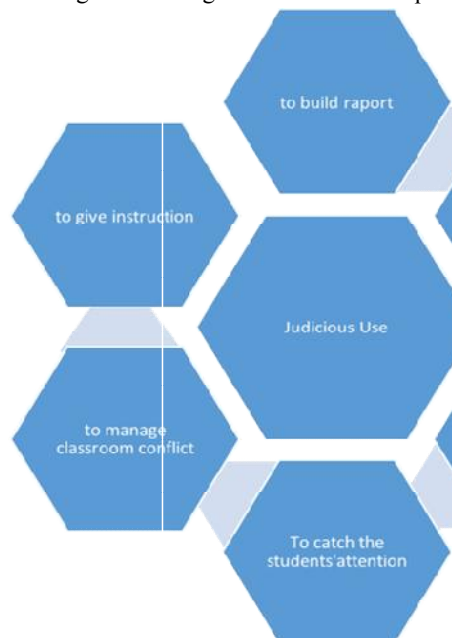 to build raport
to give instruction
Judicious Use
to manage
classroom conflict
To catch the
students'attention